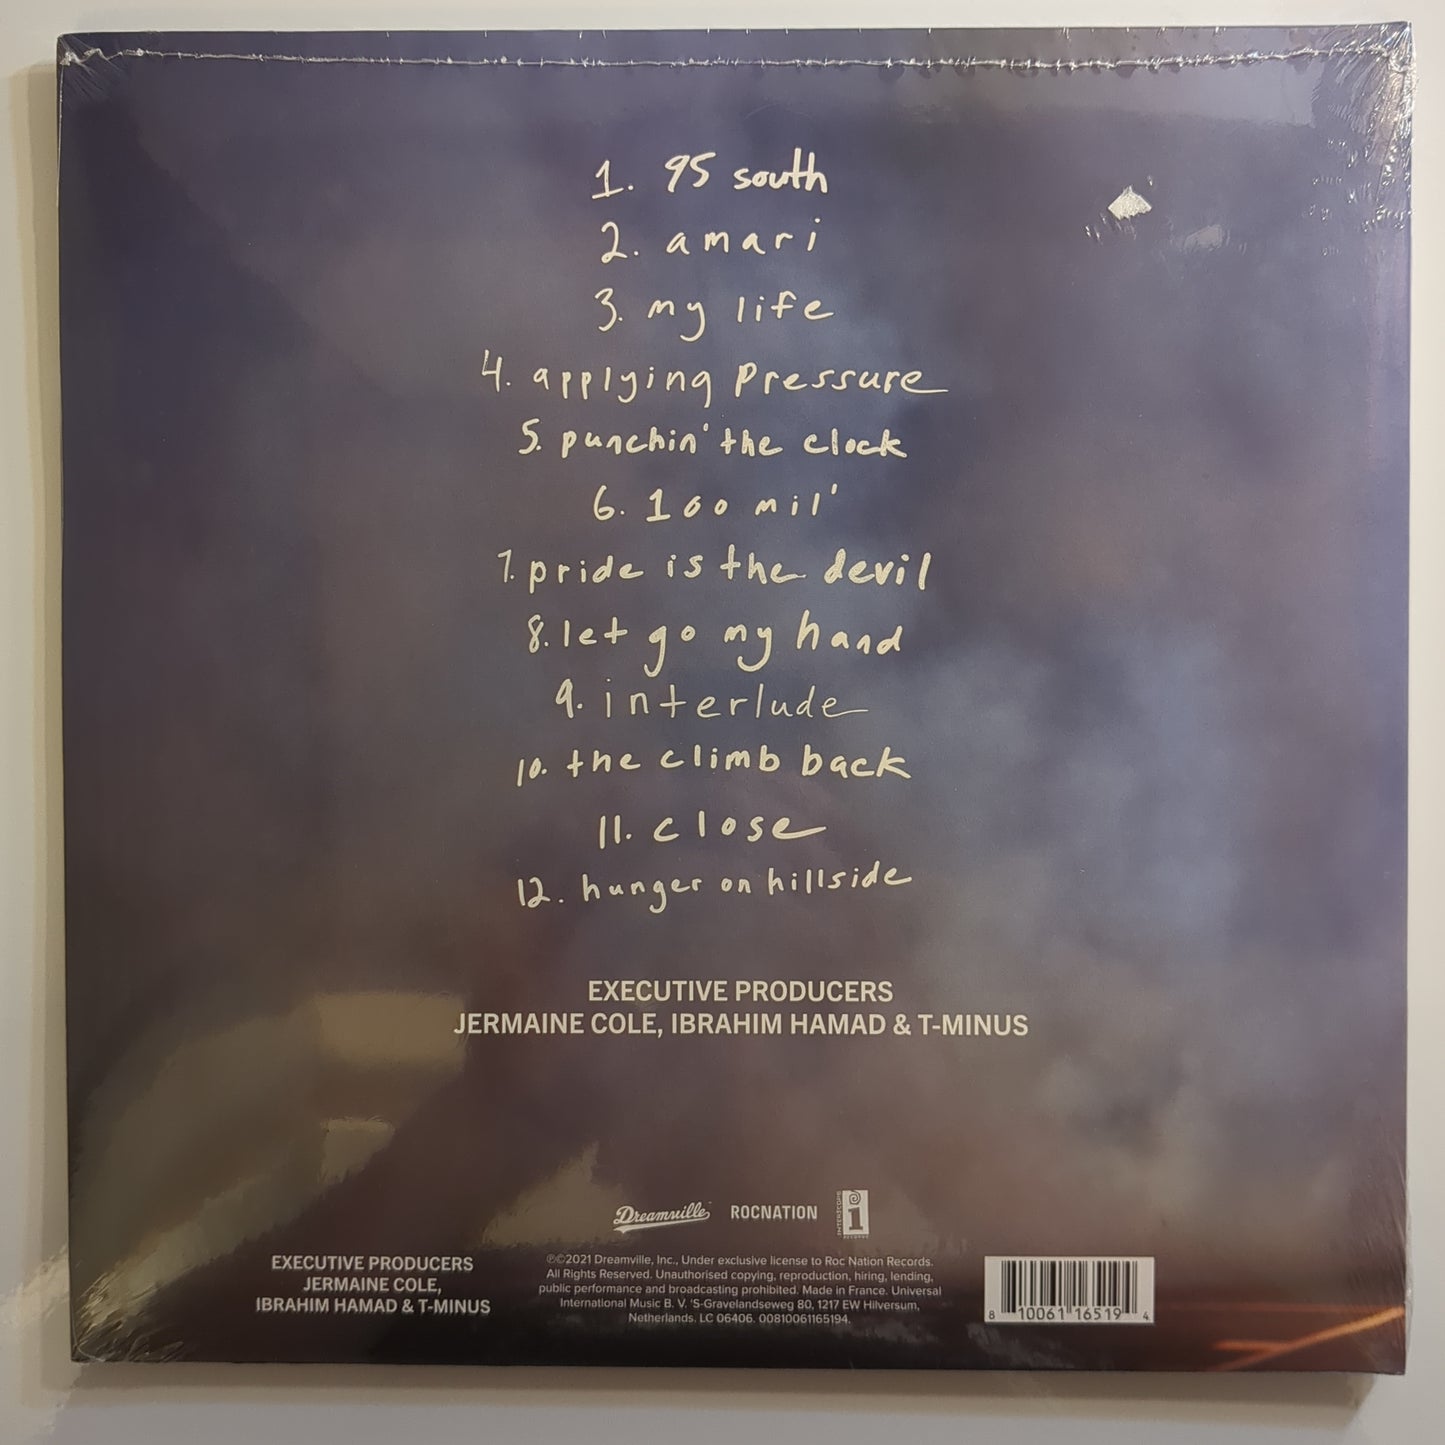 1. 95 south
2. amari
3. my life
4. applying pressure
5. punchin' the clock
6. 100 mil'
7. pride is the devil
8. let go my hand
9. interlude
10. the climb back
11. close
12. hunger on hillside
EXECUTIVE PRODUCERS
JERMAINE COLE, IBRAHIM HAMAD & T-MINUS
Dreamville ROCNATION INTERSCOPE RECORDS
EXECUTIVE PRODUCERS
JERMAINE COLE,
IBRAHIM HAMAD & T-MINUS
℗©2021 Dreamville, Inc., Under exclusive license to Roc Nation Records.
All Rights Reserved. Unauthorised copying, reproduction, hiring, lending,
public performance and broadcasting prohibited. Made in France. Universal
International Music B. V. 'S-Gravelandseweg 80, 1217 EW Hilversum,
Netherlands. LC 06406. 00810061165194.
8 10061 16519 4